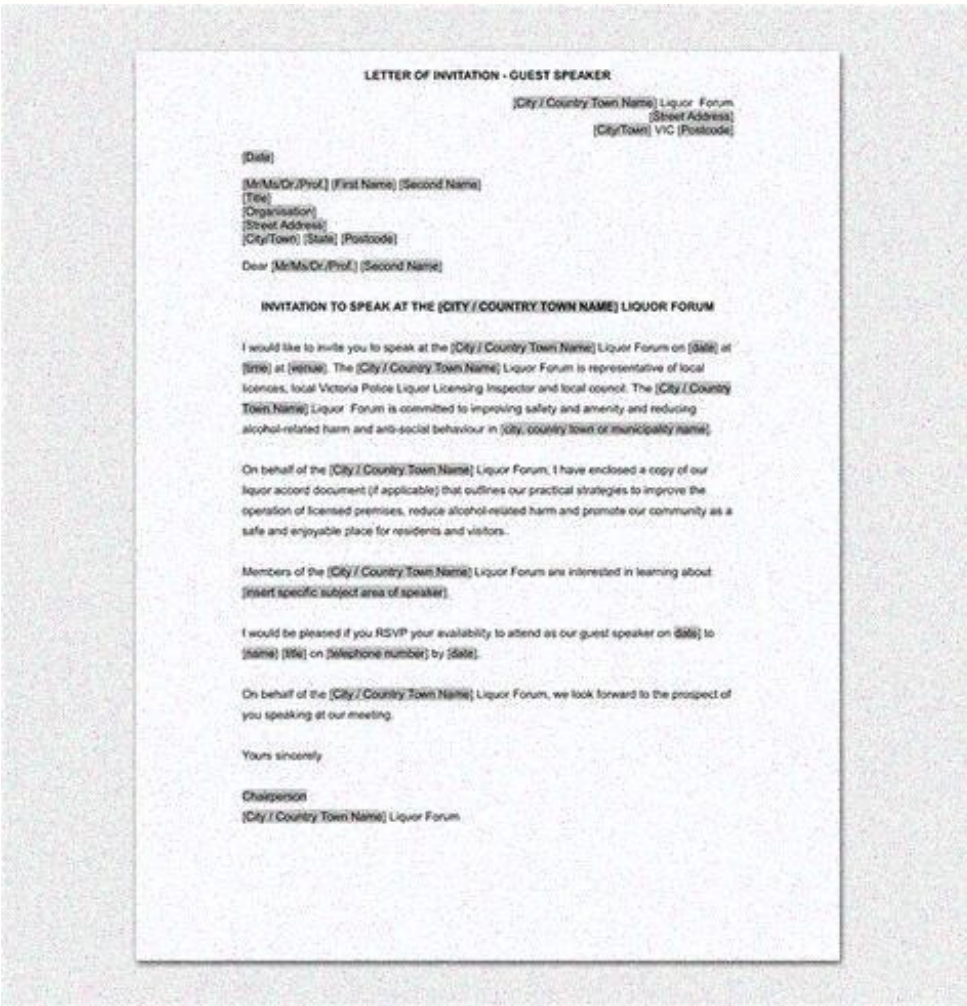 LETTER OF INVITATION - GUEST SPEAKER
[City / Country Town Name] Liquor Forum
[Street Address]
[City/Town] VIC [Postcode]
[Date]
[Mr/Ms/Dr./Prof.] [First Name] [Second Name]
[Title]
[Organisation]
[Street Address]
[City/Town] [State] [Postcode]
Dear [Mr/Ms/Dr./Prof.] [Second Name]
INVITATION TO SPEAK AT THE [CITY / COUNTRY TOWN NAME] LIQUOR FORUM
I would like to invite you to speak at the [City / Country Town Name] Liquor Forum on [date] at
[time] at [venue]. The [City / Country Town Name] Liquor Forum is representative of local
licences, local Victoria Police Liquor Licensing Inspector and local council. The [City / Country
Town Name] Liquor Forum is committed to improving safety and amenity and reducing
alcohol-related harm and anti-social behaviour in [city, country town or municipality name].
On behalf of the [City / Country Town Name] Liquor Forum, I have enclosed a copy of our
liquor accord document (if applicable) that outlines our practical strategies to improve the
operation of licensed premises, reduce alcohol-related harm and promote our community as a
safe and enjoyable place for residents and visitors.
Members of the [City / Country Town Name] Liquor Forum are interested in learning about
[insert specific subject area of speaker].
I would be pleased if you RSVP your availability to attend as our guest speaker on date] to
[name] [title] on [telephone number] by [date].
On behalf of the [City / Country Town Name] Liquor Forum, we look forward to the prospect of
you speaking at our meeting.
Yours sincerely
Chairperson
[City / Country Town Name] Liquor Forum